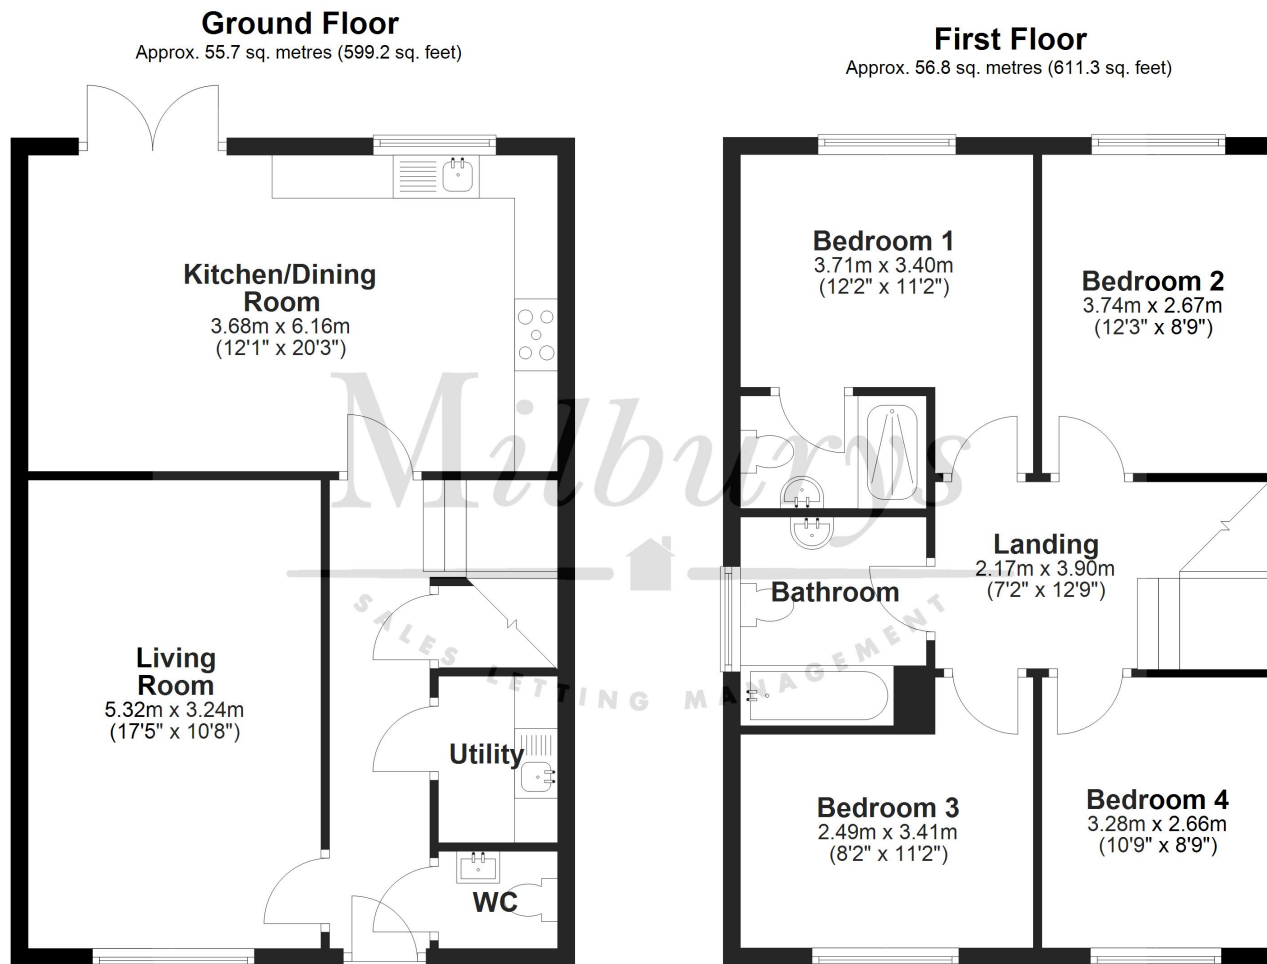 Ground Floor
Approx. 55.7 sq. metres (599.2 sq. feet)
Kitchen/Dining
Room
3.68m x 6.16m
(12'1" x 20'3")
Living
Room
5.32m x 3.24m
(17'5" x 10'8")
Utility
WC
First Floor
Approx. 56.8 sq. metres (611.3 sq. feet)
Bedroom 1
3.71m x 3.40m
(12'2" x 11'2")
Bedroom 2
3.74m x 2.67m
(12'3" x 8'9")
Landing
2.17m x 3.90m
(7'2" x 12'9")
Bathroom
Bedroom 3
2.49m x 3.41m
(8'2" x 11'2")
Bedroom 4
3.28m x 2.66m
(10'9" x 8'9")
Milburys
SALES LETTING MANAGEMENT